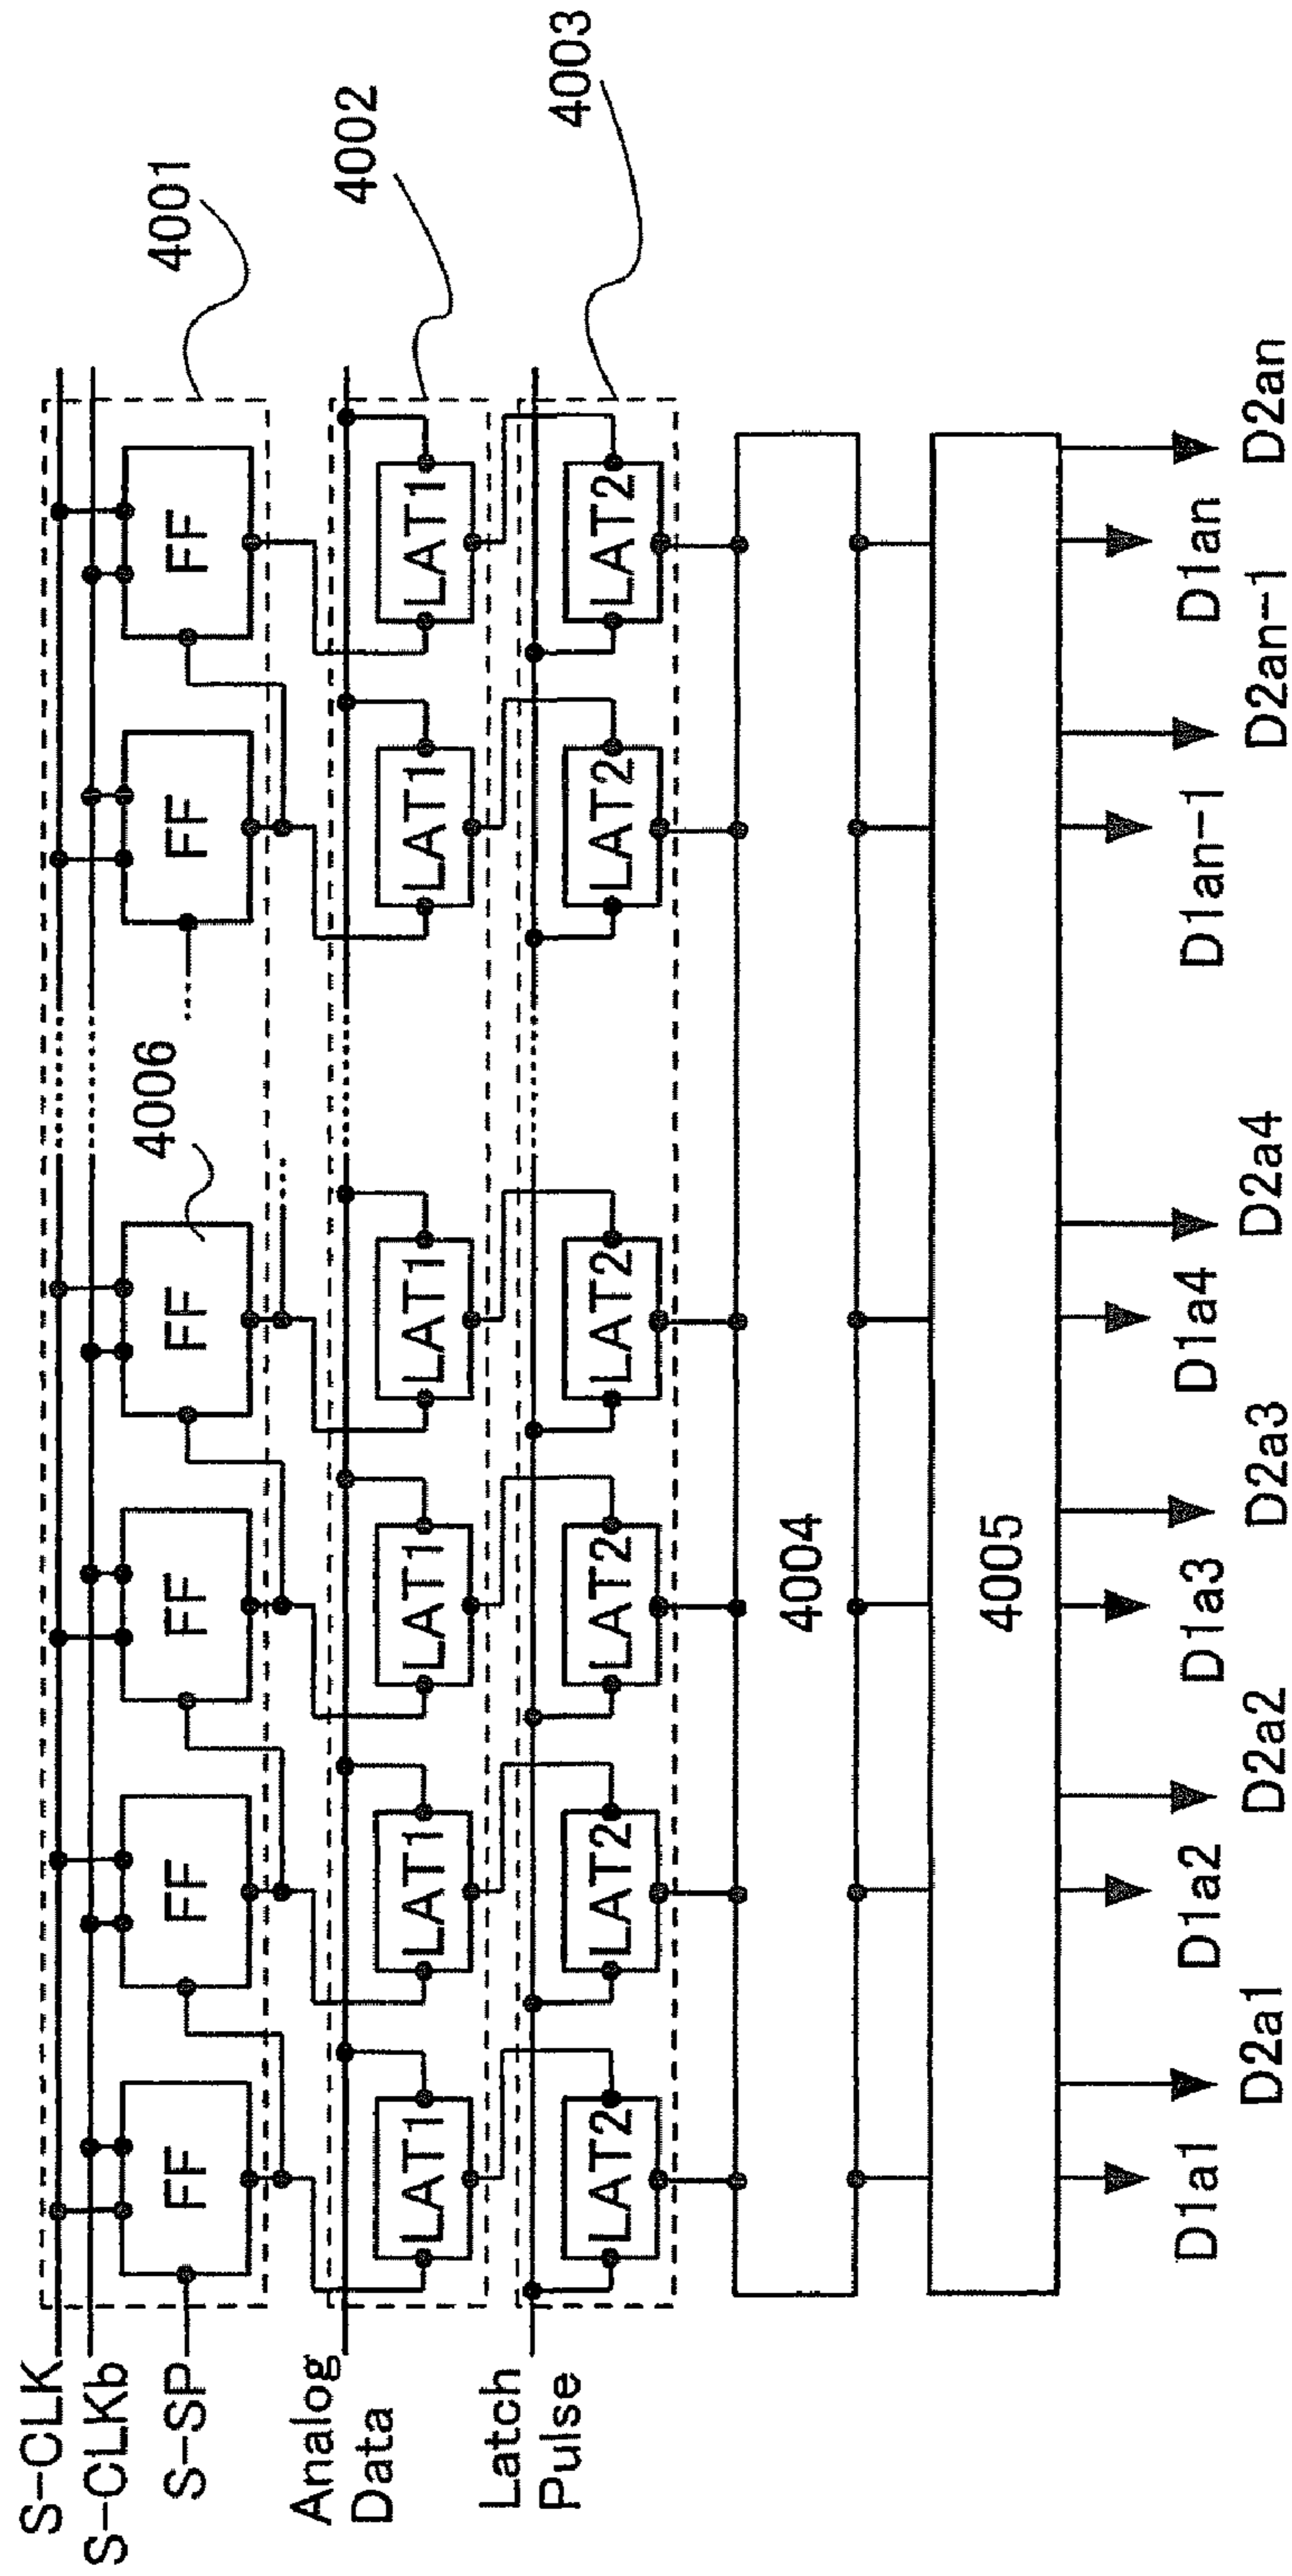 S-CLK
S-CLKb
S-SP
4001
FF FF FF FF FF FF
4006
Analog
Data
4002
LAT1 LAT1 LAT1 LAT1 LAT1 LAT1
Latch
Pulse
4003
LAT2 LAT2 LAT2 LAT2 LAT2 LAT2
4004
4005
D1a1 D1a2 D1a3 D1a4 D1an-1 D1an
D2a1 D2a2 D2a3 D2a4 D2an-1 D2an